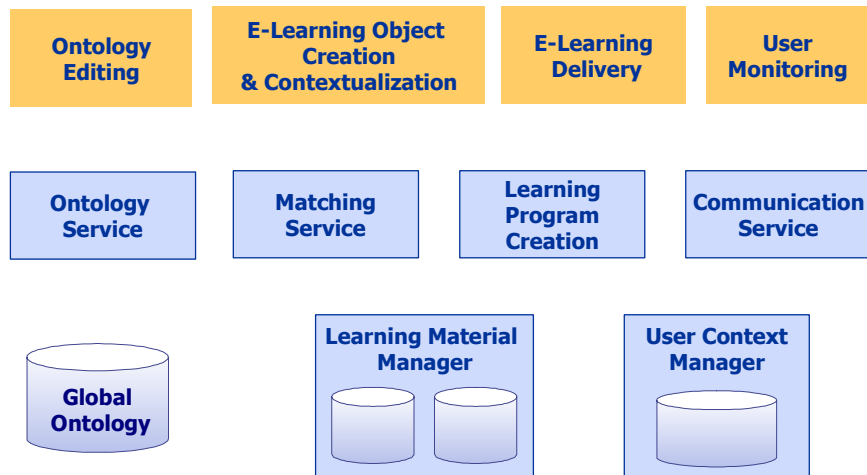 Ontology
Editing
E-Learning Object
Creation
& Contextualization
E-Learning
Delivery
User
Monitoring
Ontology
Service
Matching
Service
Learning
Program
Creation
Communication
Service
Learning Material
Manager
User Context
Manager
Global
Ontology